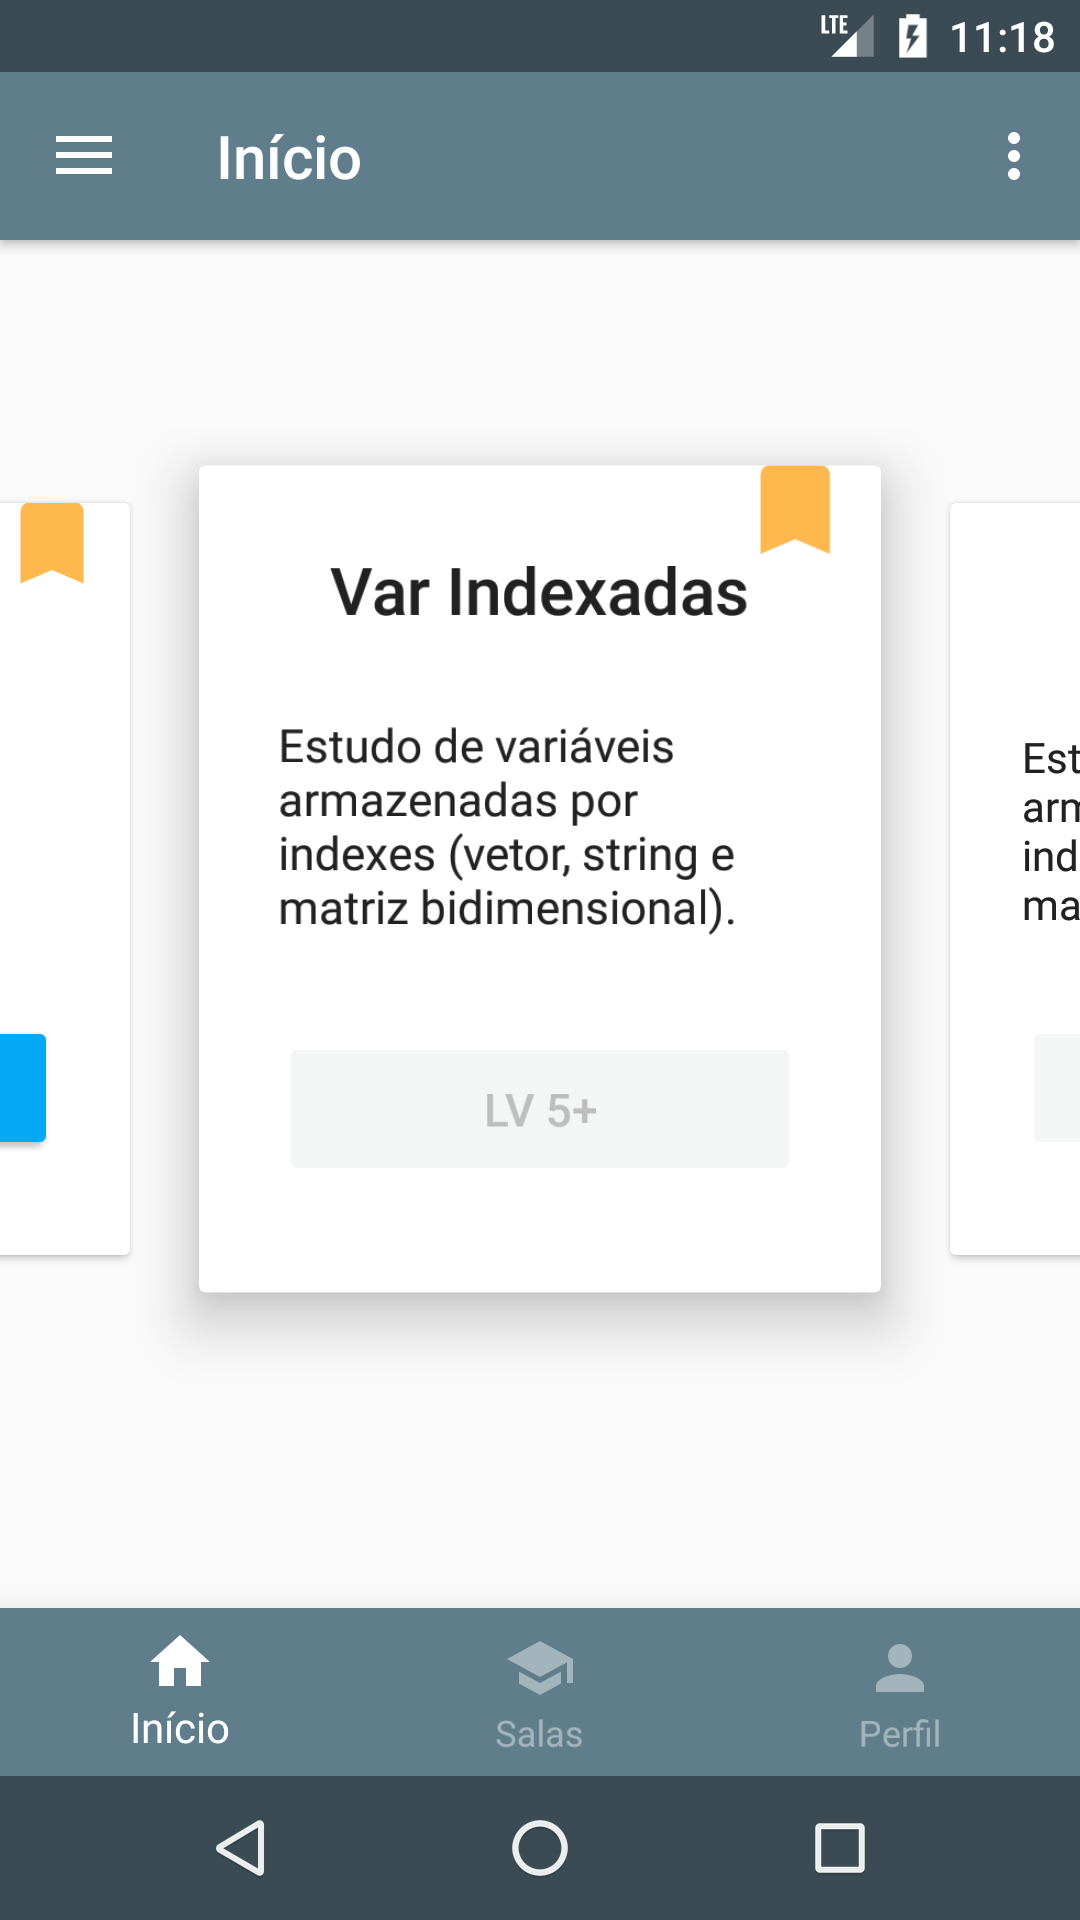 LTE 11:18
Início
Var Indexadas
Estudo de variáveis
armazenadas por
indexes (vetor, string e
matriz bidimensional).
LV 5+
Est
arm
ind
ma
Início
Salas
Perfil